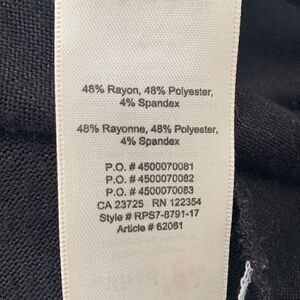 48% Rayon, 48% Polyester,
4% Spandex
48% Rayonne, 48% Polyester,
4% Spandex
P.O. # 4500070081
P.O. # 4500070082
P.O. # 4500070083
CA 23725 RN 122354
Style # RPS7-8791-17
Article # 62061